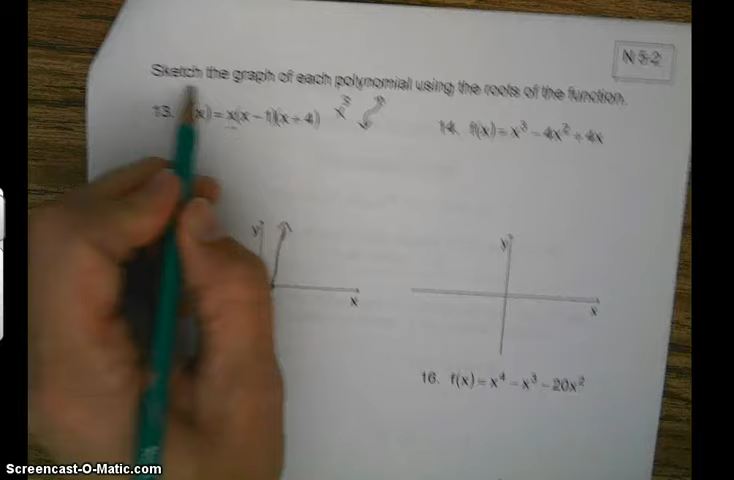 N 5-2
Sketch the graph of each polynomial using the roots of the function.
13. (x) = x(x − 1)(x + 4) x³
14. f(x) = x³ − 4x² + 4x
y
x
y
x
16. f(x) = x⁴ − x³ − 20x²
Screencast-O-Matic.com